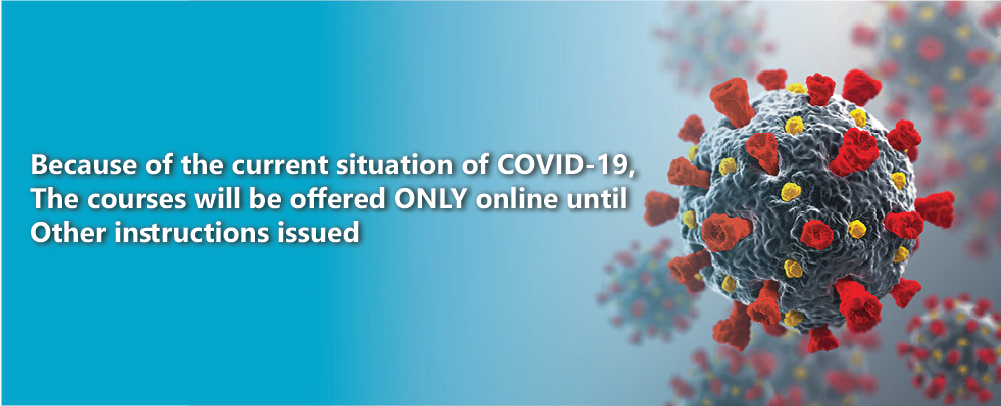 Because of the current situation of COVID-19,
The courses will be offered ONLY online until
Other instructions issued